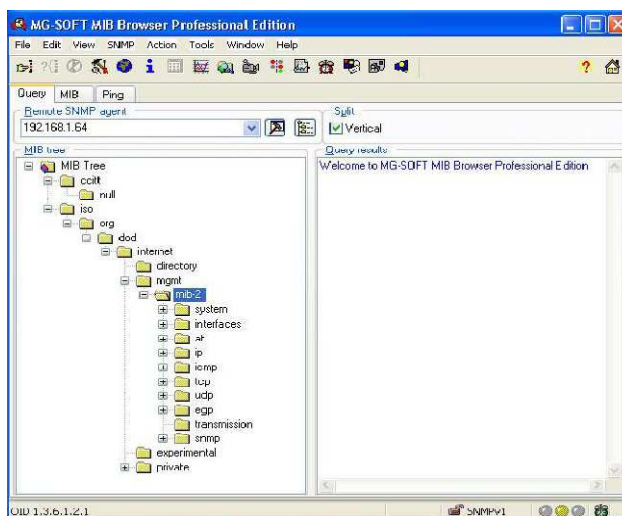 MG-SOFT MIB Browser Professional Edition
File Edit View SNMP Action Tools Window Help
Query MIB Ping
Remote SNMP agent
192.168.1.64
Split
Vertical
MIB tree
MIB Tree
ccitt
null
iso
org
dod
internet
directory
mgmt
mib-2
system
interfaces
at
ip
icmp
tcp
udp
egp
transmission
snmp
experimental
private
Query results
Welcome to MG-SOFT MIB Browser Professional Edition
OID 1.3.6.1.2.1
SNMPv1